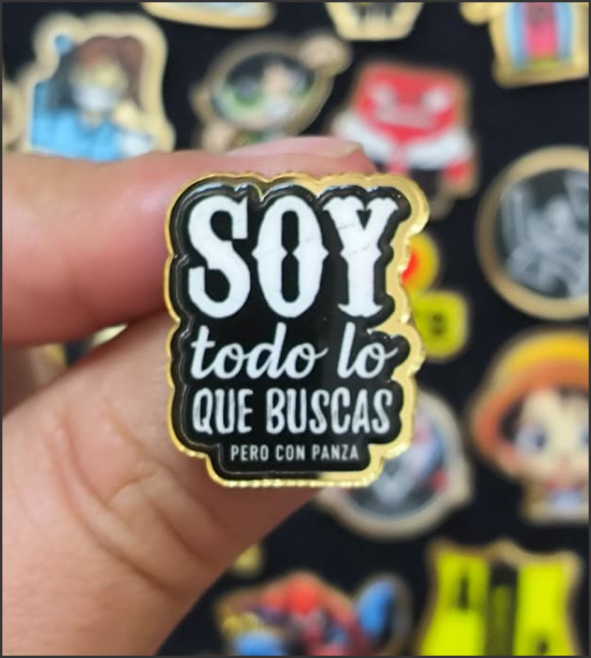 SOY
todo lo
QUE BUSCAS
PERO CON PANZA